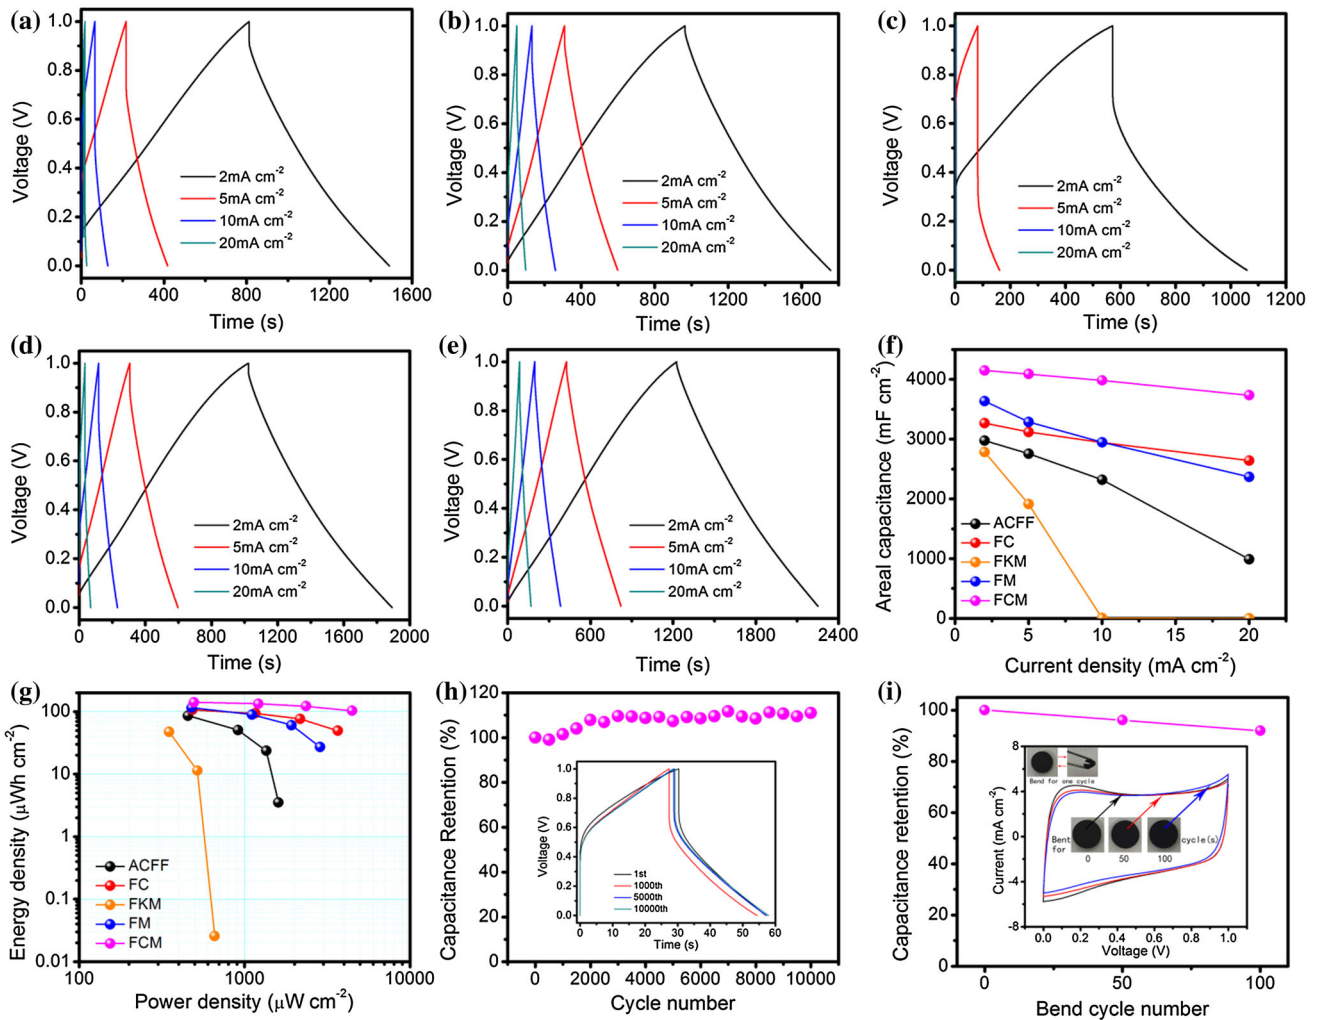 (a)
1.0
0.8
0.6
0.4
0.2
0.0
Voltage (V)
2mA cm-2
5mA cm-2
10mA cm-2
20mA cm-2
0 400 800 1200 1600
Time (s)
(b)
1.0
0.8
0.6
0.4
0.2
0.0
Voltage (V)
2mA cm-2
5mA cm-2
10mA cm-2
20mA cm-2
0 400 800 1200 1600
Time (s)
(c)
1.0
0.8
0.6
0.4
0.2
0.0
Voltage (V)
2mA cm-2
5mA cm-2
10mA cm-2
20mA cm-2
0 200 400 600 800 1000 1200
Time (s)
(d)
1.0
0.8
0.6
0.4
0.2
0.0
Voltage (V)
2mA cm-2
5mA cm-2
10mA cm-2
20mA cm-2
0 400 800 1200 1600 2000
Time (s)
(e)
1.0
0.8
0.6
0.4
0.2
0.0
Voltage (V)
2mA cm-2
5mA cm-2
10mA cm-2
20mA cm-2
0 600 1200 1800 2400
Time (s)
(f)
4000
3000
2000
1000
0
Areal capacitance (mF cm-2)
ACFF
FC
FKM
FM
FCM
0 5 10 15 20
Current density (mA cm-2)
(g)
100
10
1
0.1
0.01
Energy density (μWh cm-2)
ACFF
FC
FKM
FM
FCM
100 1000 10000
Power density (μW cm-2)
(h)
120
100
80
60
40
20
0
Capacitance Retention (%)
1.0
0.8
0.6
0.4
0.2
0.0
Voltage (V)
1st
1000th
5000th
10000th
0 10 20 30 40 50 60
Time (s)
0 2000 4000 6000 8000 10000
Cycle number
(i)
100
80
60
40
20
0
Capacitance retention (%)
8
4
0
-4
-8
Current (mA cm-2)
Bend for one cycle
Bent for
cycle(s)
0 50 100
0.0 0.2 0.4 0.6 0.8 1.0
Voltage (V)
0 50 100
Bend cycle number